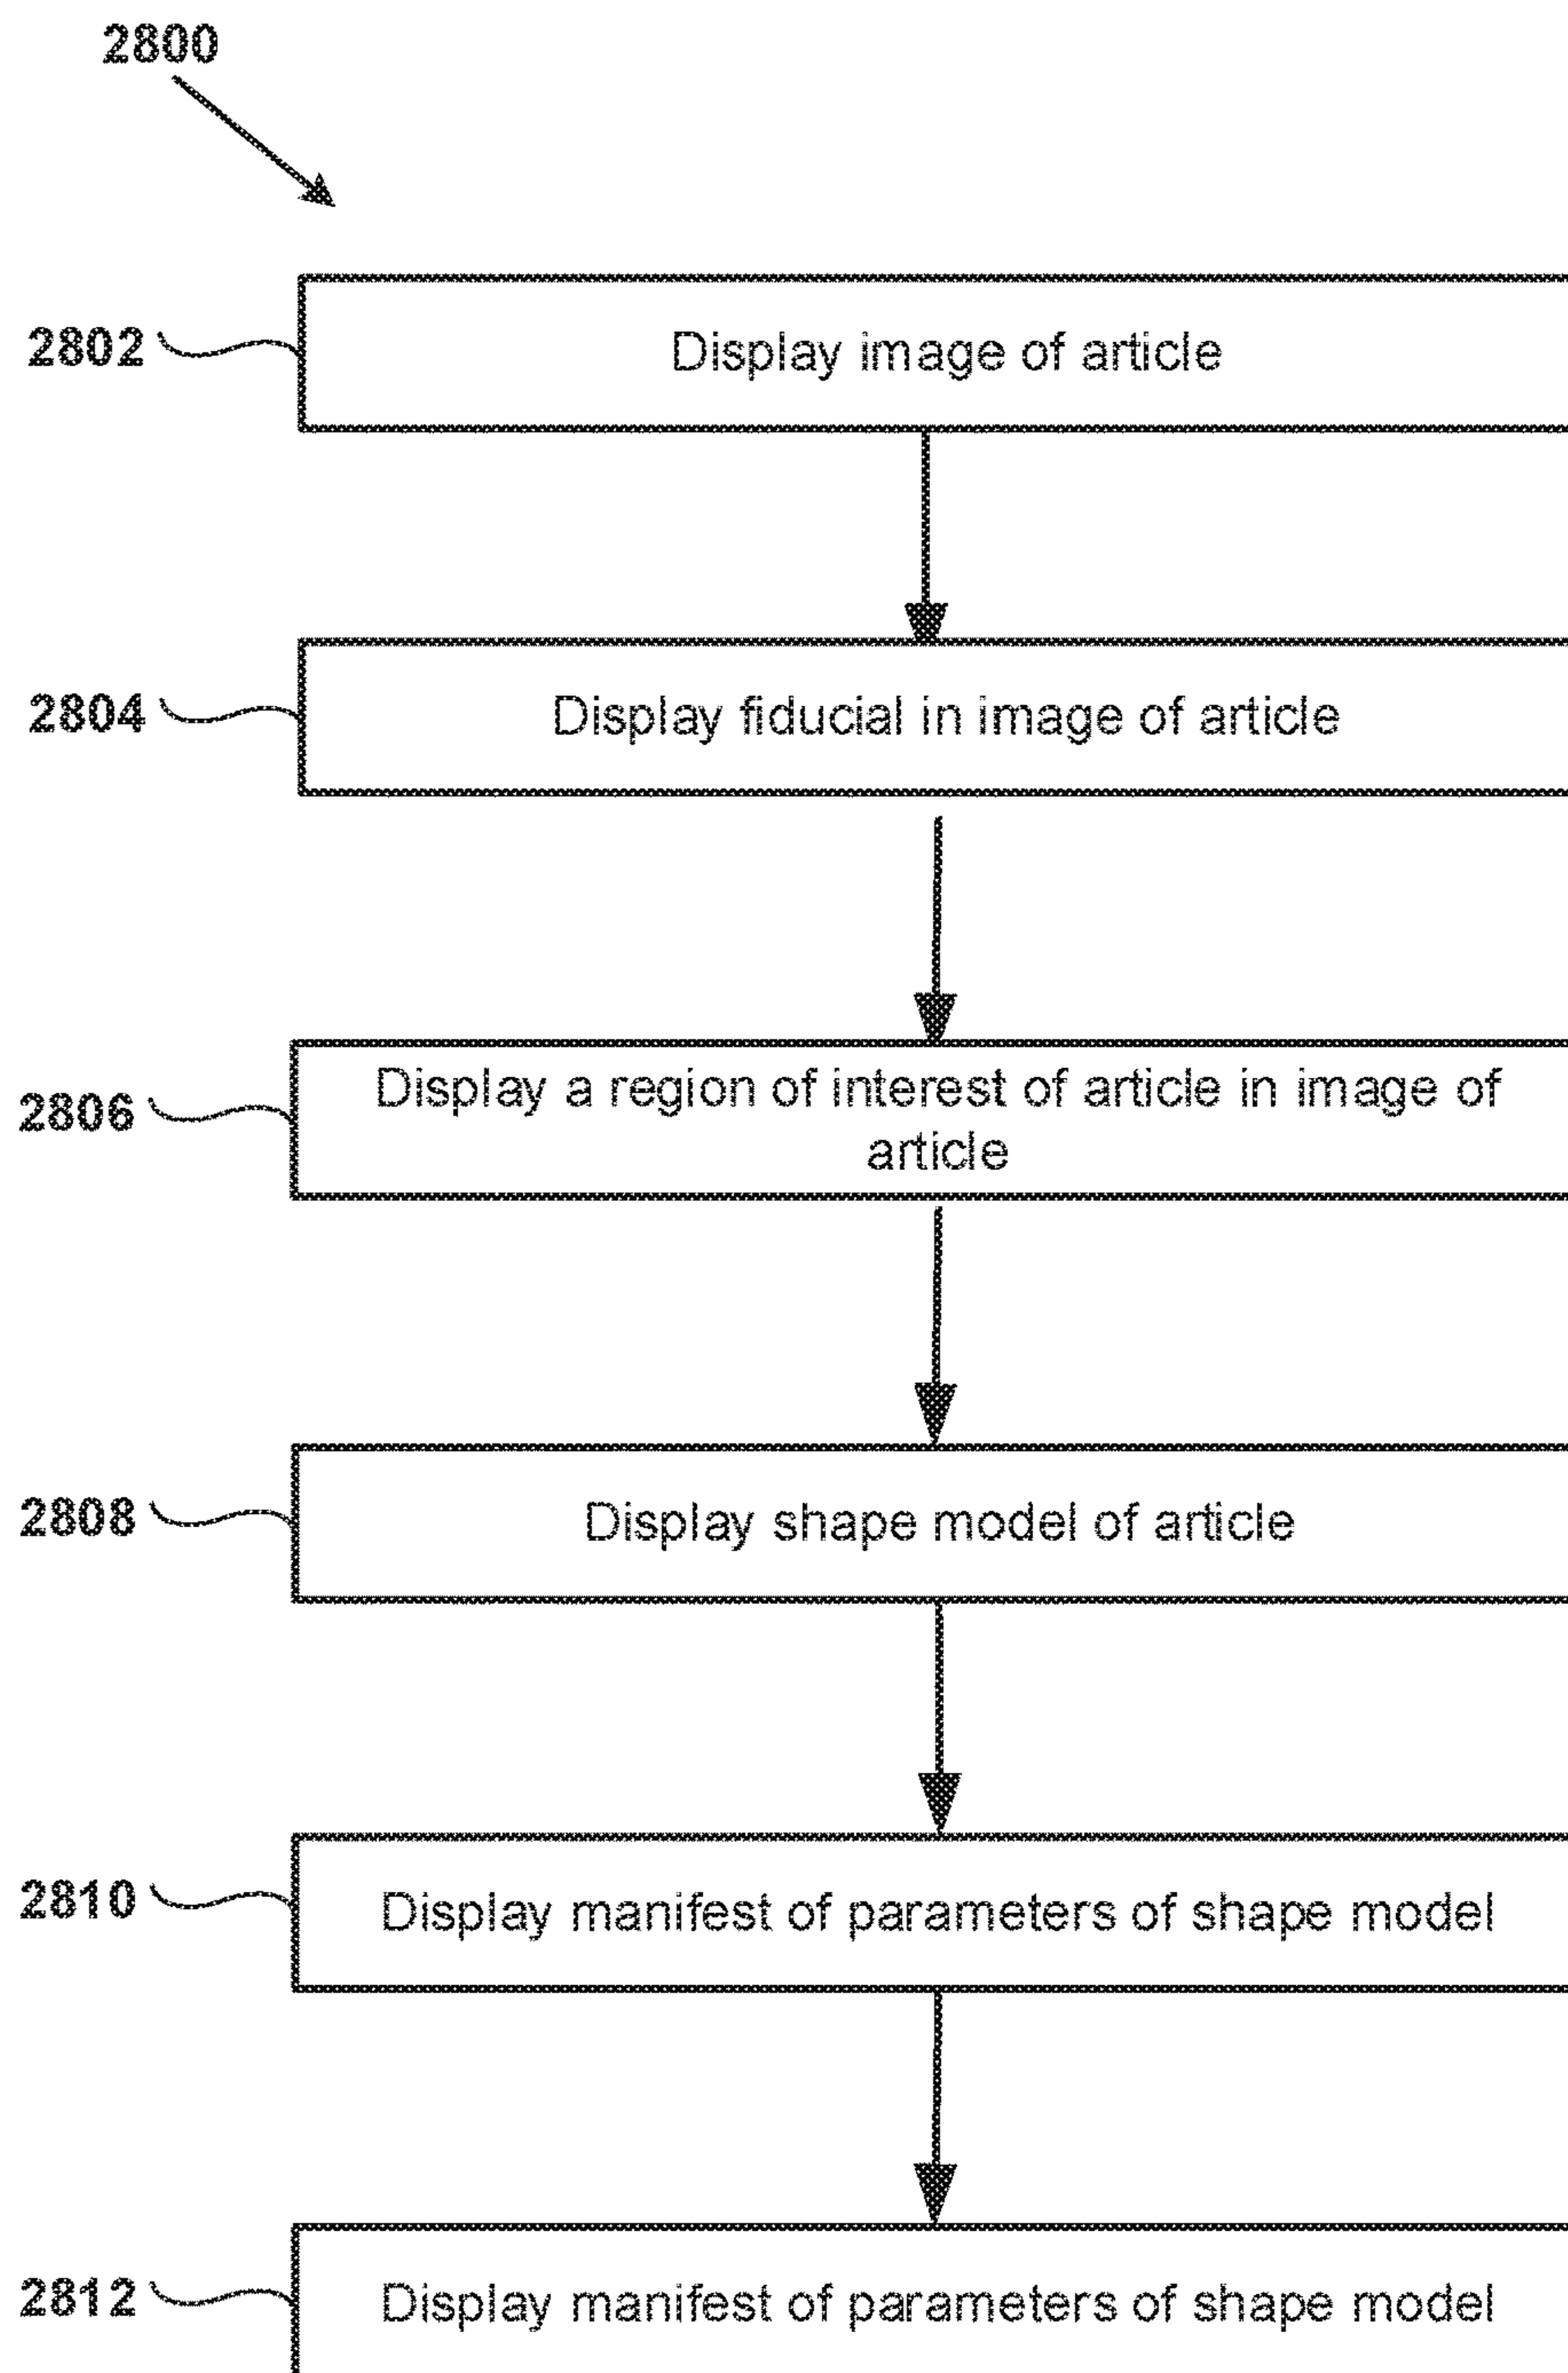 2800
2802 Display image of article
2804 Display fiducial in image of article
2806 Display a region of interest of article in image of
article
2808 Display shape model of article
2810 Display manifest of parameters of shape model
2812 Display manifest of parameters of shape model